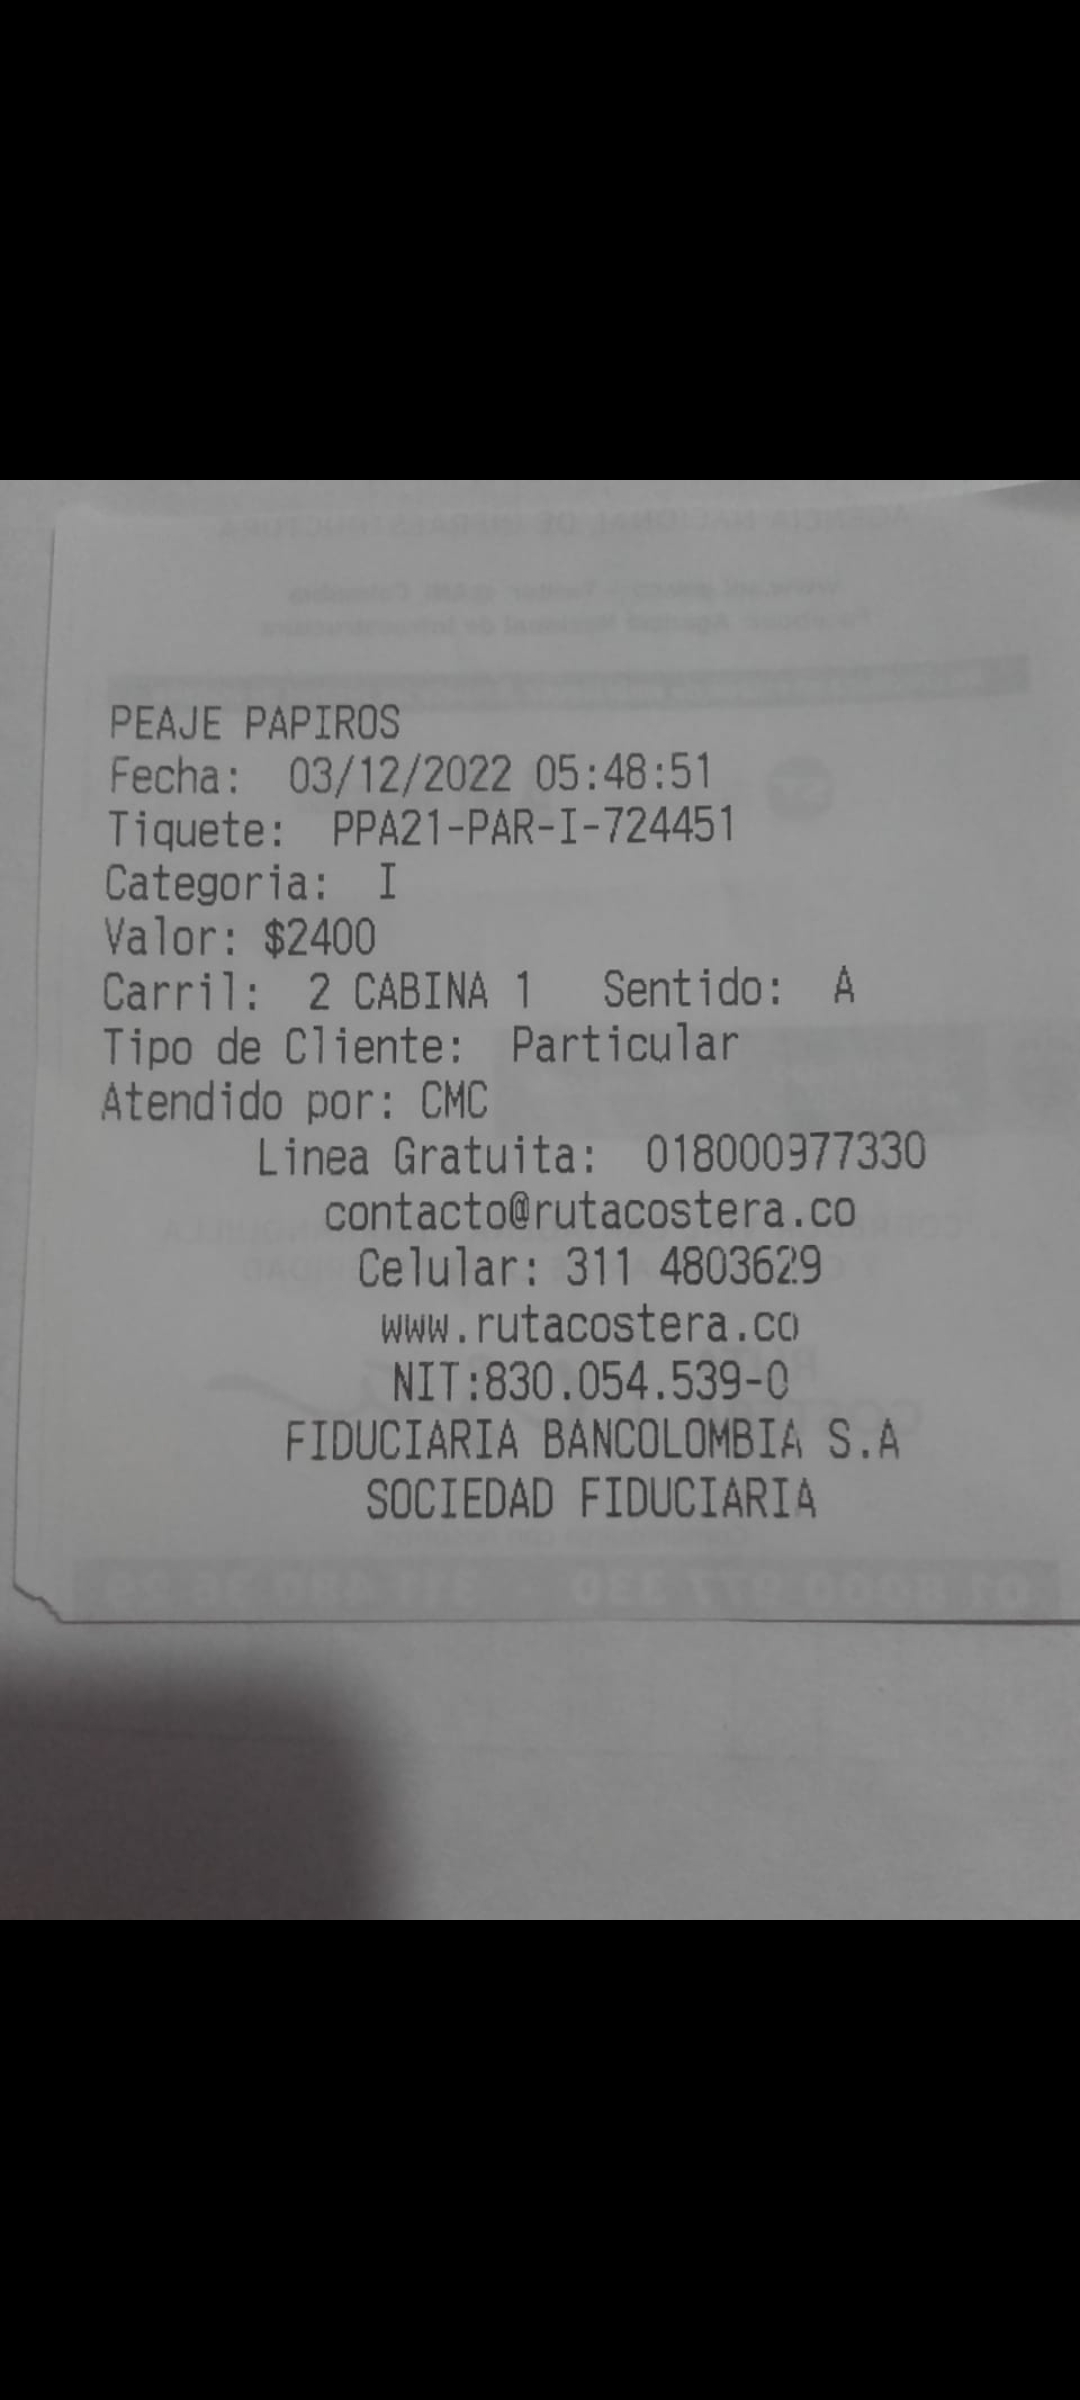 PEAJE PAPIROS
Fecha: 03/12/2022 05:48:51
Tiquete: PPA21-PAR-I-724451
Categoria: I
Valor: $2400
Carril: 2 CABINA 1 Sentido: A
Tipo de Cliente: Particular
Atendido por: CMC
Linea Gratuita: 018000977330
contacto@rutacostera.co
Celular: 311 4803629
www.rutacostera.co
NIT:830.054.539-0
FIDUCIARIA BANCOLOMBIA S.A
SOCIEDAD FIDUCIARIA